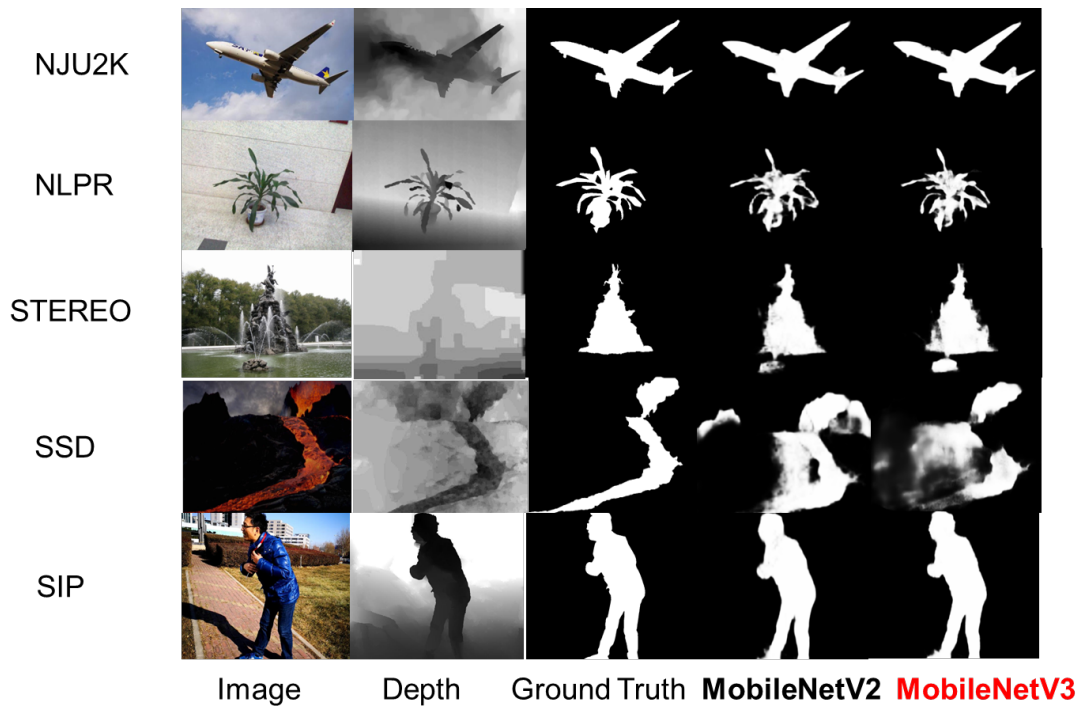 NJU2K
NLPR
STEREO
SSD
SIP
Image Depth Ground Truth MobileNetV2 MobileNetV3